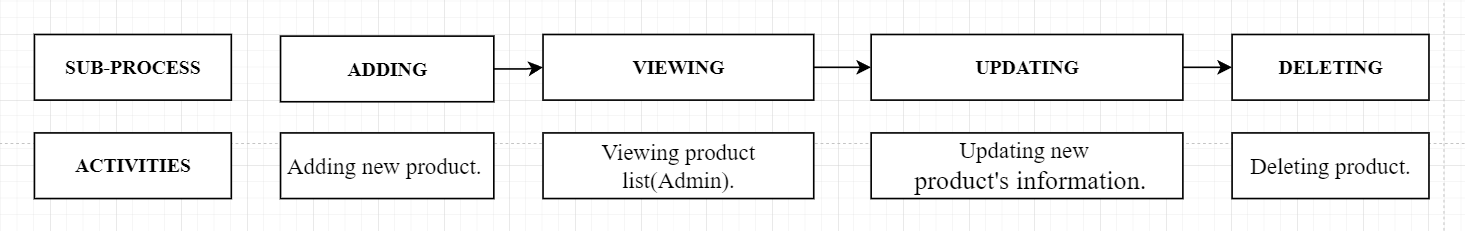 SUB-PROCESS
ADDING
VIEWING
UPDATING
DELETING
ACTIVITIES
Adding new product.
Viewing product
list(Admin).
Updating new
product's information.
Deleting product.